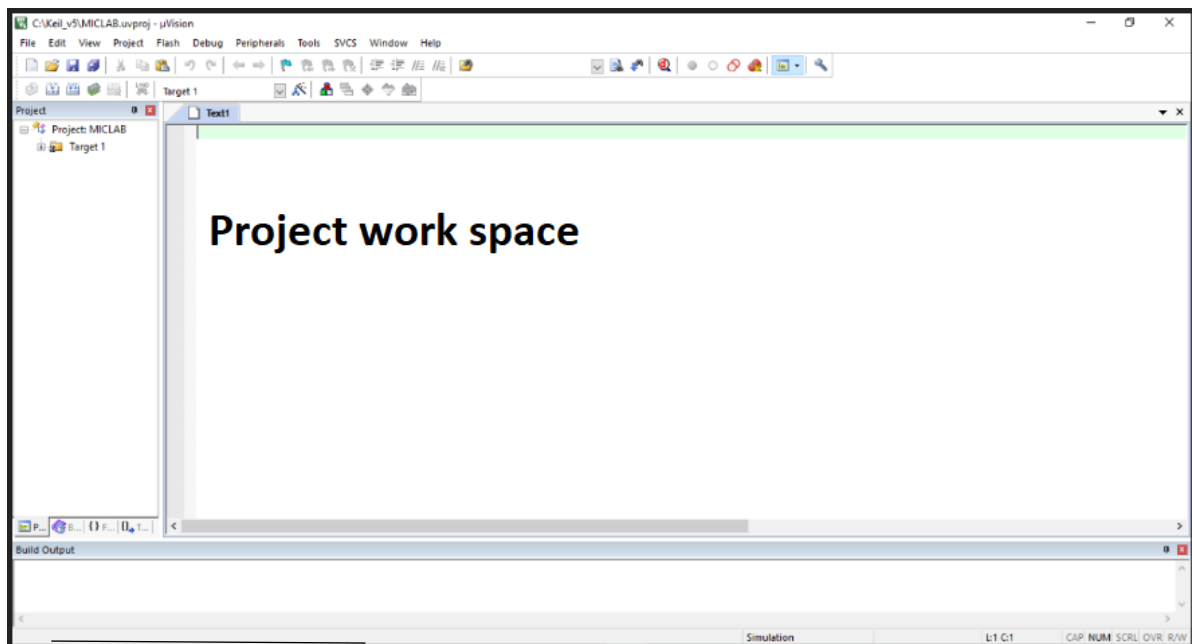 C:\Keil_v5\MICLAB.uvproj - µVision
File Edit View Project Flash Debug Peripherals Tools SVCS Window Help
Target 1
Project
Text1
Project: MICLAB
Target 1
Project work space
P... B... {} F... 0 T...
Build Output
Simulation L:1 C:1 CAP NUM SCRL OVR R/W